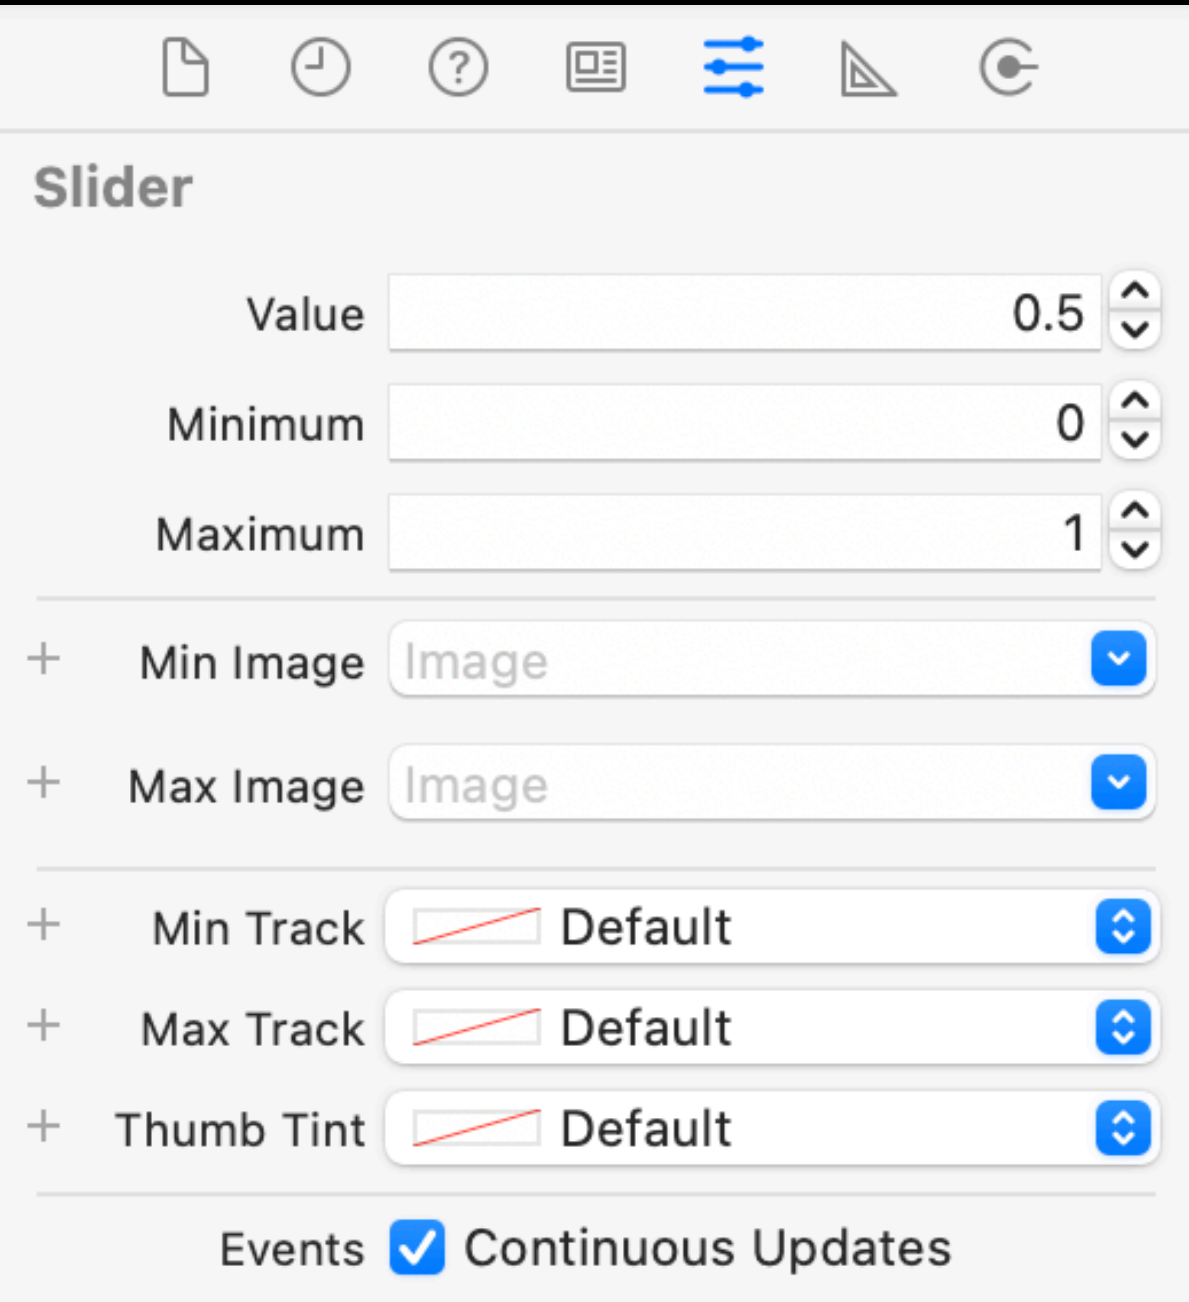 Slider
Value 0.5
Minimum 0
Maximum 1
Min Image Image
Max Image Image
Min Track Default
Max Track Default
Thumb Tint Default
Events Continuous Updates